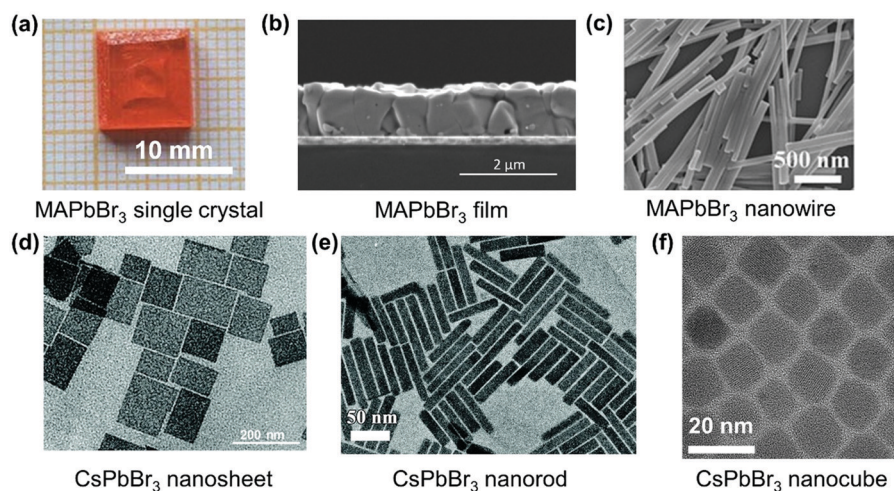 (a)
10 mm
MAPbBr₃ single crystal
(b)
2 µm
MAPbBr₃ film
(c)
500 nm
MAPbBr₃ nanowire
(d)
200 nm
CsPbBr₃ nanosheet
(e)
50 nm
CsPbBr₃ nanorod
(f)
20 nm
CsPbBr₃ nanocube